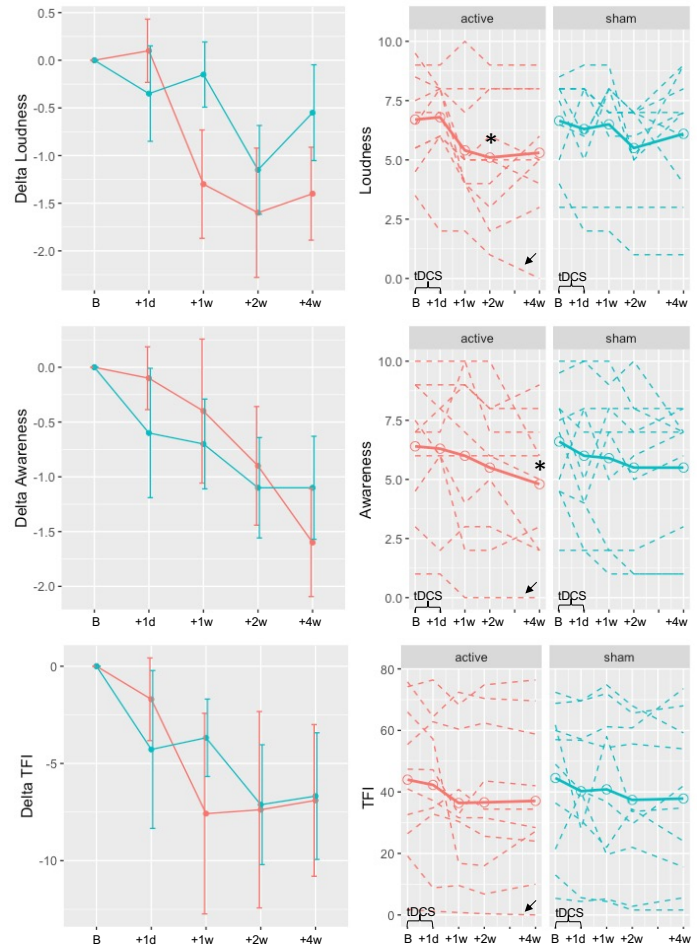 Delta Loudness
0.5
0.0
-0.5
-1.0
-1.5
-2.0
B +1d +1w +2w +4w
active sham
Loudness
10.0
7.5
5.0
2.5
0.0
*
tDCS tDCS
B +1d +1w +2w +4w B +1d +1w +2w +4w
Delta Awareness
0.0
-0.5
-1.0
-1.5
-2.0
B +1d +1w +2w +4w
active sham
Awareness
10.0
7.5
5.0
2.5
0.0
*
tDCS tDCS
B +1d +1w +2w +4w B +1d +1w +2w +4w
Delta TFI
0
-5
-10
B +1d +1w +2w +4w
active sham
TFI
80
60
40
20
0
tDCS tDCS
B +1d +1w +2w +4w B +1d +1w +2w +4w